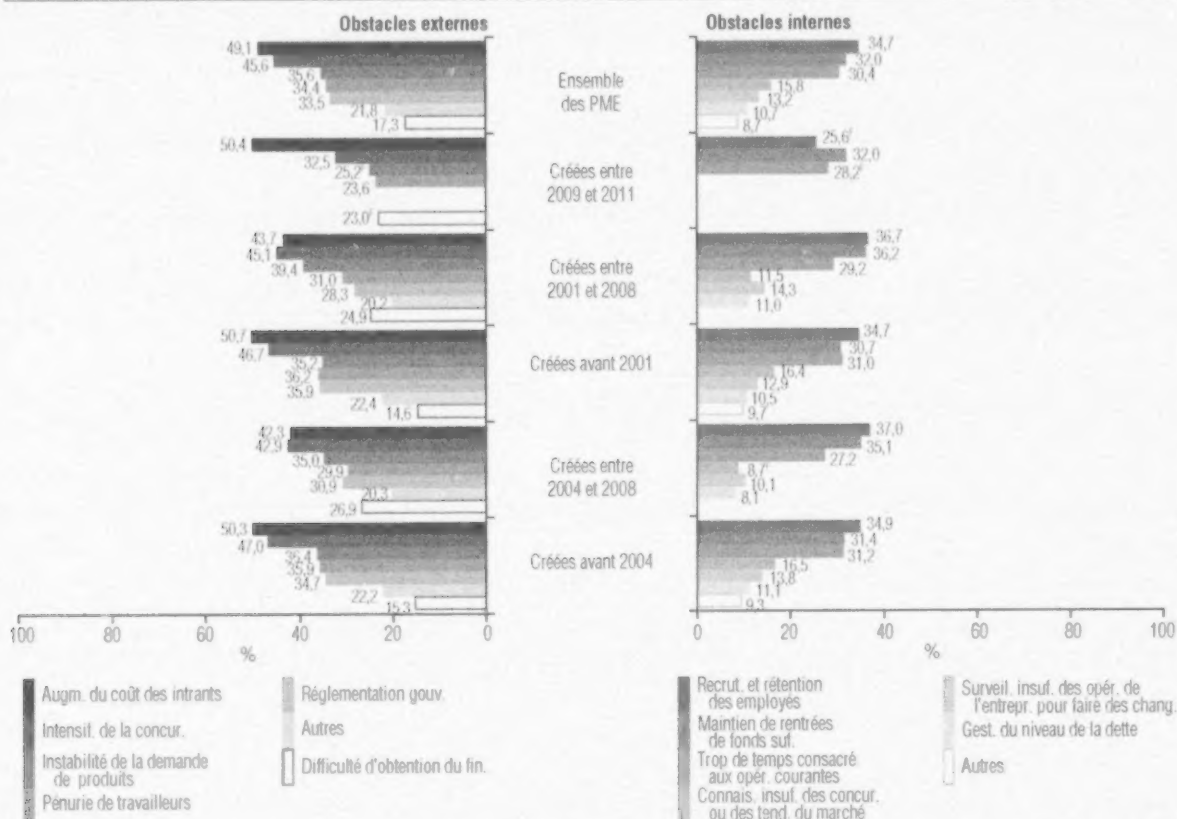 Obstacles externes
49,1
45,6
35,6
34,4
33,5
21,8
17,3
50,4
32,5
25,2
23,6
23,0
43,7
45,1
39,4
31,0
28,3
20,2
24,9
50,7
46,7
35,2
36,2
35,9
22,4
14,6
42,3
42,9
35,0
29,9
30,9
20,3
26,9
50,3
47,0
36,4
35,9
34,7
22,2
15,3
100 80 60 40 20 0
%
Ensemble
des PME
Créées entre
2009 et 2011
Créées entre
2001 et 2008
Créées avant 2001
Créées entre
2004 et 2008
Créées avant 2004
Obstacles internes
34,7
32,0
30,4
15,8
13,2
10,7
8,7
25,6
32,0
28,2
36,7
36,2
29,2
11,5
14,3
11,0
34,7
30,7
31,0
16,4
12,9
10,5
9,7
37,0
35,1
27,2
8,7
10,1
8,1
34,9
31,4
31,2
16,5
13,8
11,1
9,3
0 20 40 60 80 100
%
Augm. du coût des intrants
Intensif. de la concur.
Instabilité de la demande
de produits
Pénurie de travailleurs
Réglementation gouv.
Autres
Difficulté d'obtention du fin.
Recrut. et rétention
des employés
Maintien de rentrées
de fonds suf.
Trop de temps consacré
aux opér. courantes
Connais. insuf. des concur.
ou des tend. du marché
Surveil. insuf. des opér. de
l'entrepr. pour faire des chang.
Gest. du niveau de la dette
Autres